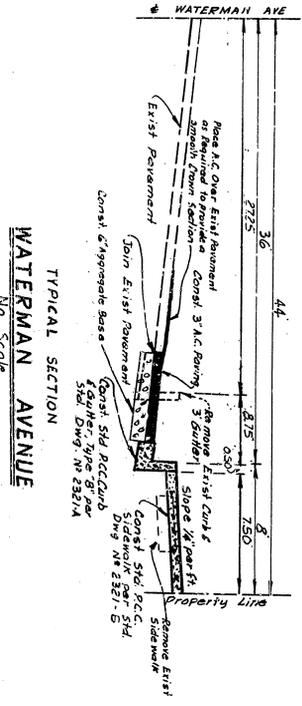 ℄ WATERMAN AVE
44'
36'
27.25'
8.75'
8'
0.50'
7.50'
Place A.C. Over Exist Pavement
as Required to provide a
Smooth Crown Section
Const. 3" A.C. Paving
Remove Exist Curb &
3' Gutter
Slope 1/4" per ft.
Property Line
Exist Pavement
Join Exist Pavement
Const. 6" Aggregate Base
Const. Std. P.C.C. Curb
& Gutter, Type "B" per
Std. Dwg. Nº 2321-A
Const Std. P.C.C.
Sidewalk per Std.
Dwg Nº 2321-B
Remove Exist
Sidewalk
TYPICAL SECTION
WATERMAN AVENUE
No Scale